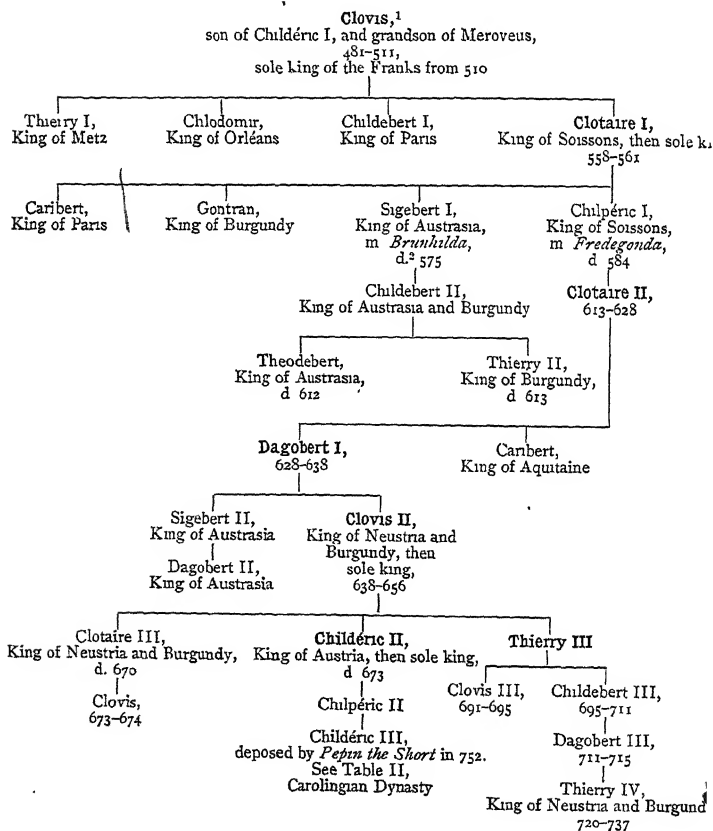 Clovis,¹
son of Childéric I, and grandson of Meroveus,
481–511,
sole king of the Franks from 510
Thierry I,
King of Metz
Chlodomir,
King of Orléans
Childebert I,
King of Paris
Clotaire I,
King of Soissons, then sole k
558–561
Caribert,
King of Paris
Gontran,
King of Burgundy
Sigebert I,
King of Austrasia,
m Brunhilda,
d.² 575
Chilpéric I,
King of Soissons,
m Fredegonda,
d 584
Childebert II,
King of Austrasia and Burgundy
Clotaire II,
613–628
Theodebert,
King of Austrasia,
d 612
Thierry II,
King of Burgundy,
d 613
Dagobert I,
628–638
Caribert,
King of Aquitaine
Sigebert II,
King of Austrasia
Dagobert II,
King of Austrasia
Clovis II,
King of Neustria and
Burgundy, then
sole king,
638–656
Clotaire III,
King of Neustria and Burgundy,
d. 670
Clovis,
673–674
Childéric II,
King of Austria, then sole king,
d 673
Chilpéric II
Childéric III,
deposed by Pepin the Short in 752.
See Table II,
Carolingian Dynasty
Thierry III
Clovis III,
691–695
Childebert III,
695–711
Dagobert III,
711–715
Thierry IV,
King of Neustria and Burgund
720–737